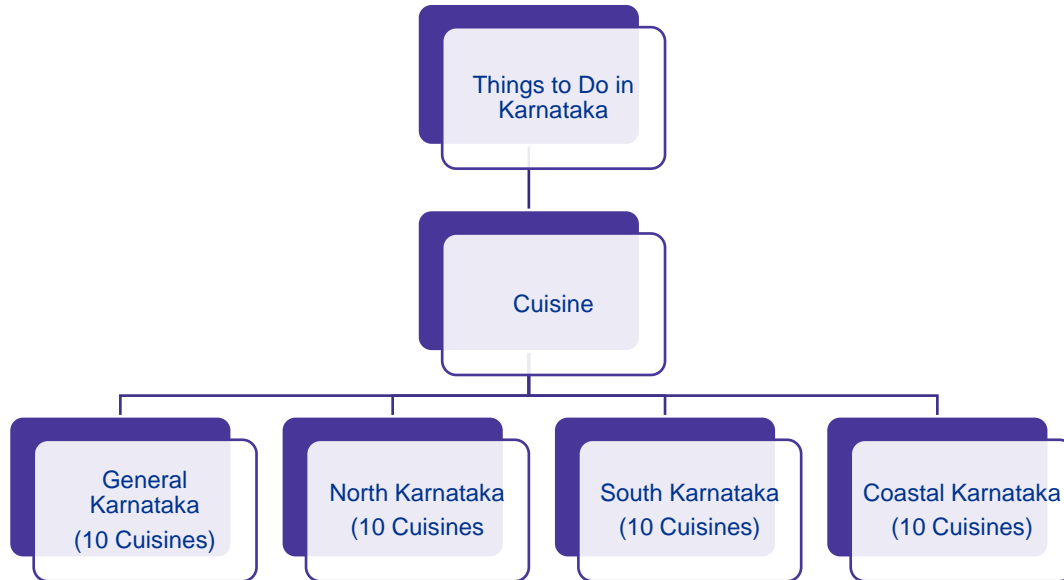 Things to Do in
Karnataka
Cuisine
General
Karnataka
(10 Cuisines)
North Karnataka
(10 Cuisines
South Karnataka
(10 Cuisines)
Coastal Karnataka
(10 Cuisines)